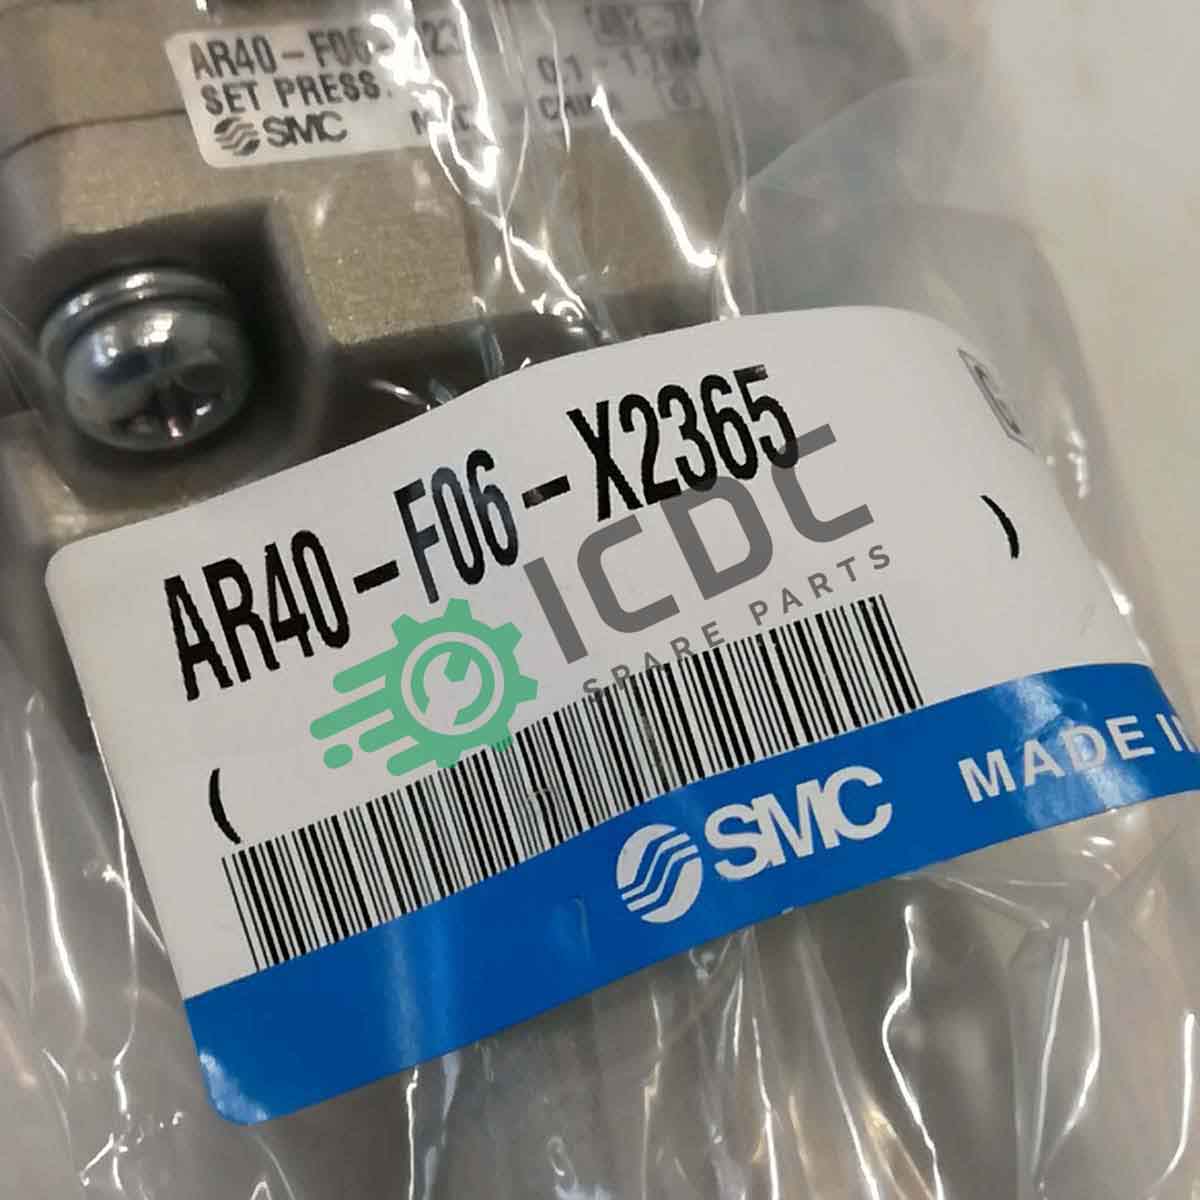 AR40-F06-
SET PRESS.
SMC
CHINA
AR40-F06-X2365
ICDC
SPARE PARTS
( )
SMC MADE